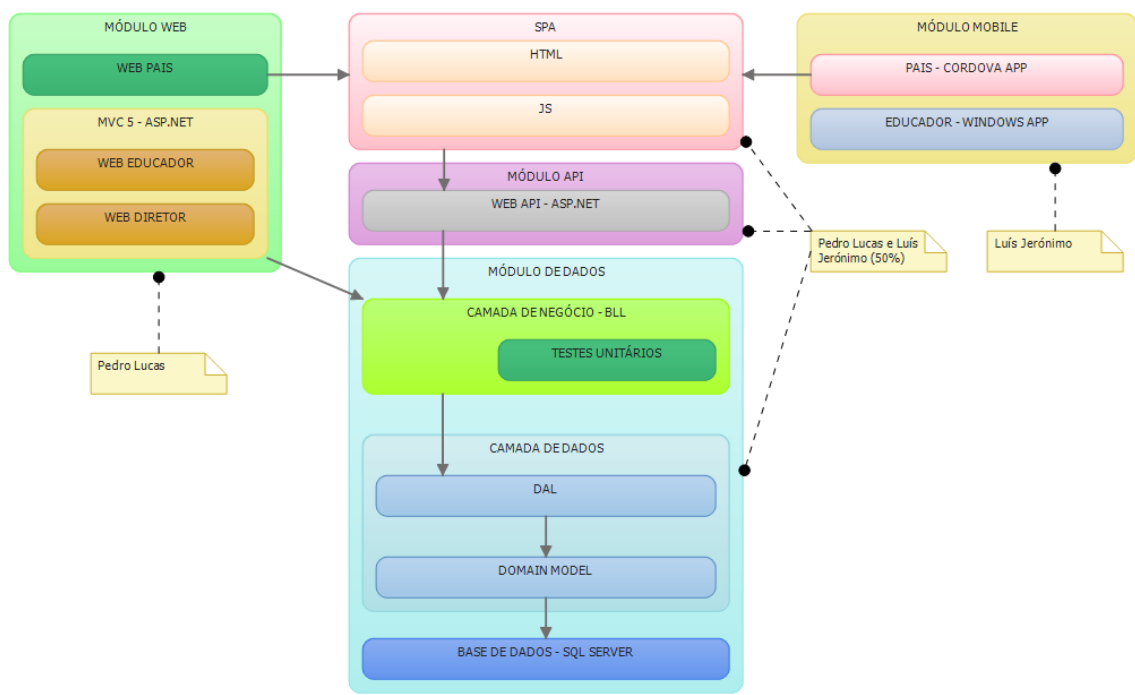 MÓDULO WEB
WEB PAIS
MVC 5 - ASP.NET
WEB EDUCADOR
WEB DIRETOR
SPA
HTML
JS
MÓDULO MOBILE
PAIS - CORDOVA APP
EDUCADOR - WINDOWS APP
MÓDULO API
WEB API - ASP.NET
Pedro Lucas e Luís
Jerónimo (50%)
Luís Jerónimo
Pedro Lucas
MÓDULO DE DADOS
CAMADA DE NEGÓCIO - BLL
TESTES UNITÁRIOS
CAMADA DE DADOS
DAL
DOMAIN MODEL
BASE DE DADOS - SQL SERVER